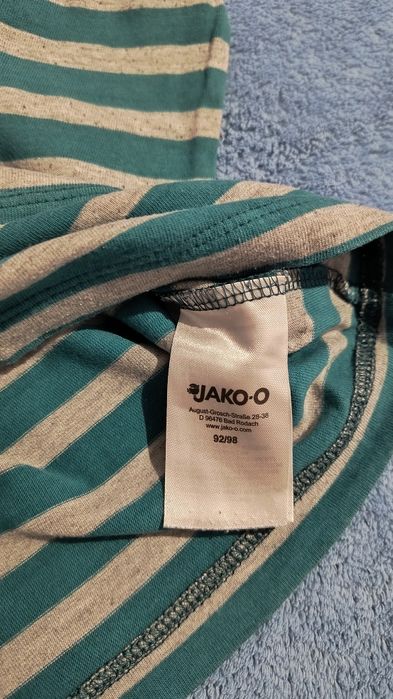 JAKO-O
August-Grosch-Straße 28-38
D 96476 Bad Rodach
www.jako-o.com
92/98